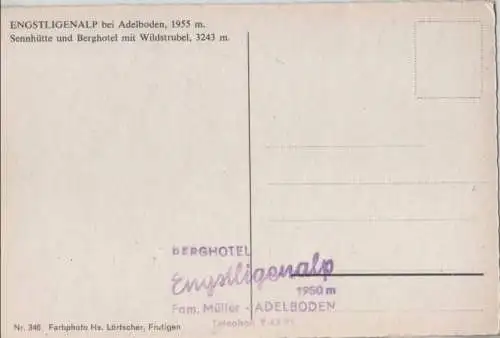 ENGSTLIGENALP bei Adelboden, 1955 m.
Sennhütte und Berghotel mit Wildstrubel, 3243 m.
BERGHOTEL
Engstligenalp
1950 m
Fam. Müller - ADELBODEN
Telephon
Nr. 346 Farbphoto Hs. Lörtscher, Frutigen